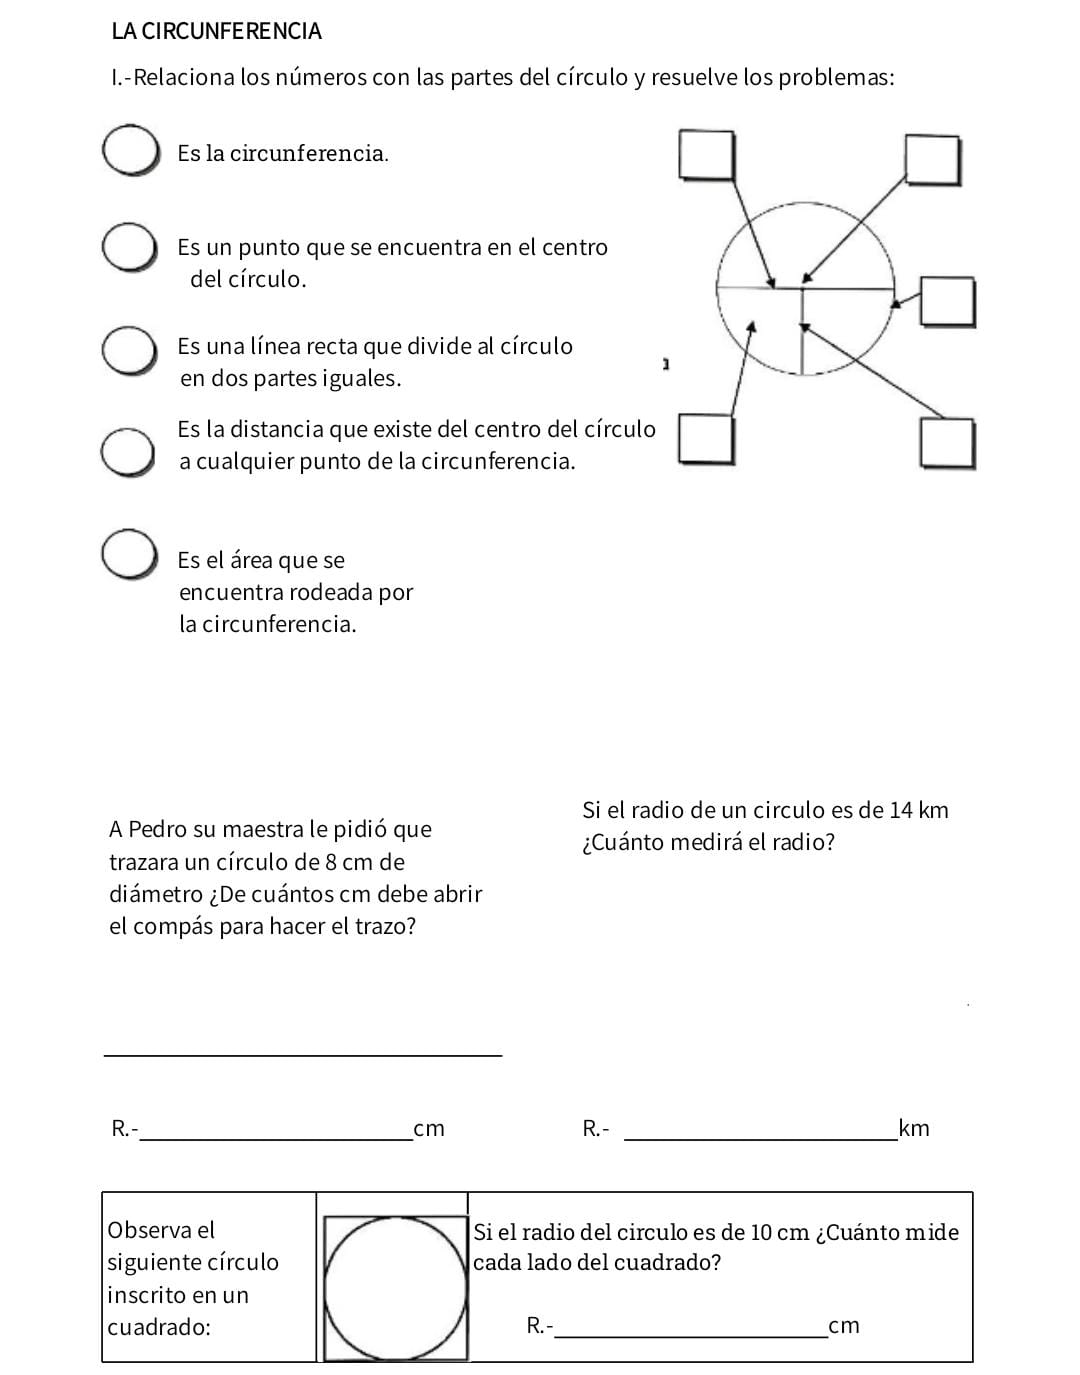 LA CIRCUNFERENCIA
I.-Relaciona los números con las partes del círculo y resuelve los problemas:
Es la circunferencia.
Es un punto que se encuentra en el centro
del círculo.
Es una línea recta que divide al círculo
en dos partes iguales.
Es la distancia que existe del centro del círculo
a cualquier punto de la circunferencia.
Es el área que se
encuentra rodeada por
la circunferencia.
A Pedro su maestra le pidió que
trazara un círculo de 8 cm de
diámetro ¿De cuántos cm debe abrir
el compás para hacer el trazo?
R.-____________________cm
Si el radio de un circulo es de 14 km
¿Cuánto medirá el radio?
R.- ____________________km
Observa el
siguiente círculo
inscrito en un
cuadrado:
Si el radio del circulo es de 10 cm ¿Cuánto mide
cada lado del cuadrado?
R.-____________________cm